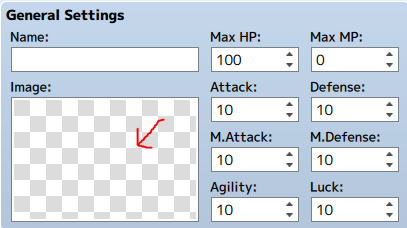 General Settings
Name: Max HP: Max MP:
100 0
Image: Attack: Defense:
10 10
M.Attack: M.Defense:
10 10
Agility: Luck:
10 10